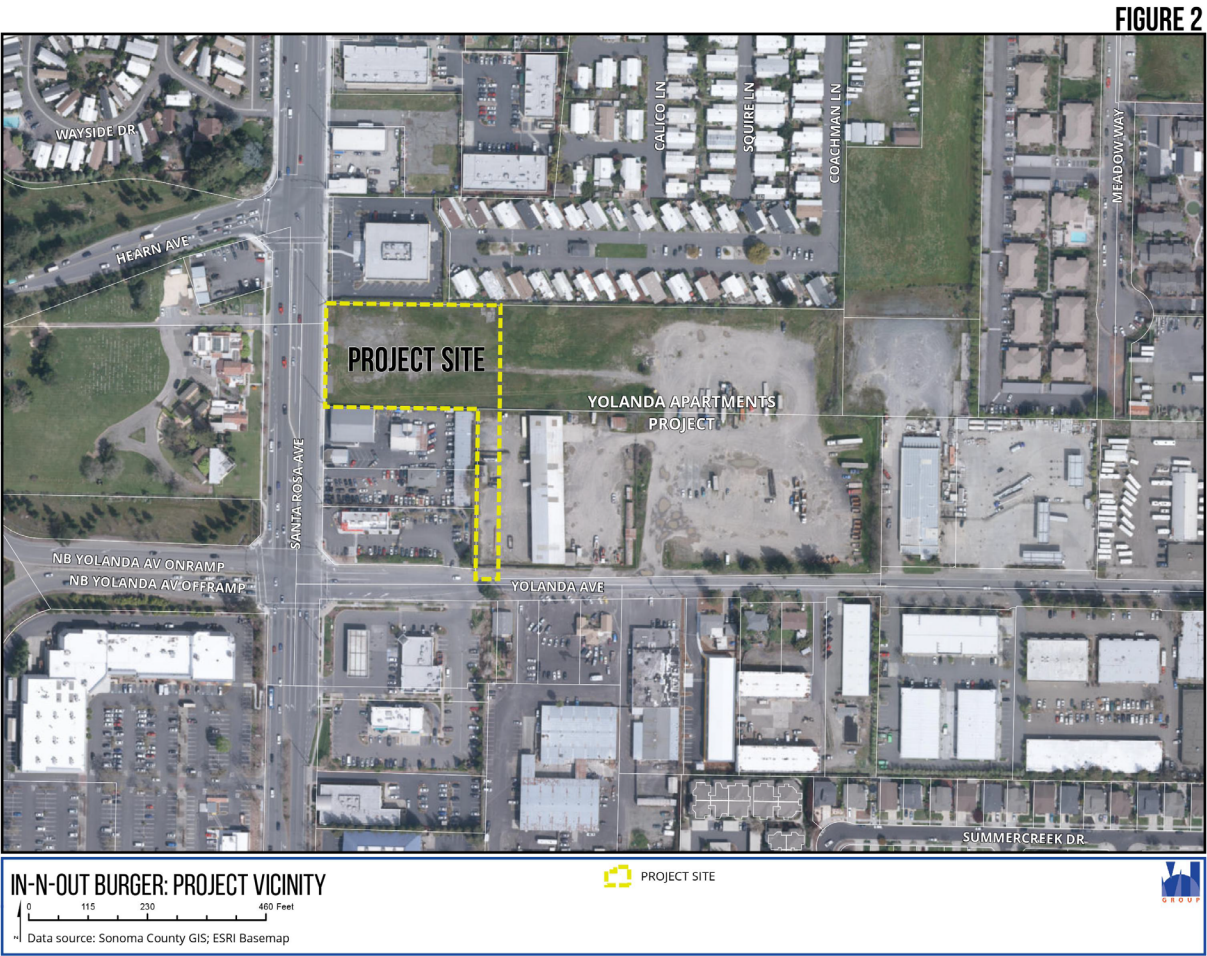 FIGURE 2
WAYSIDE DR
CALICO LN
SQUIRE LN
COACHMAN LN
MEADOW WAY
HEARN AVE
PROJECT SITE
YOLANDA APARTMENTS
PROJECT
SANTA ROSA AVE
NB YOLANDA AV ONRAMP
NB YOLANDA AV OFFRAMP
YOLANDA AVE
SUMMERCREEK DR
IN-N-OUT BURGER: PROJECT VICINITY
0 115 230 460 Feet
N
Data source: Sonoma County GIS; ESRI Basemap
PROJECT SITE
GROUP